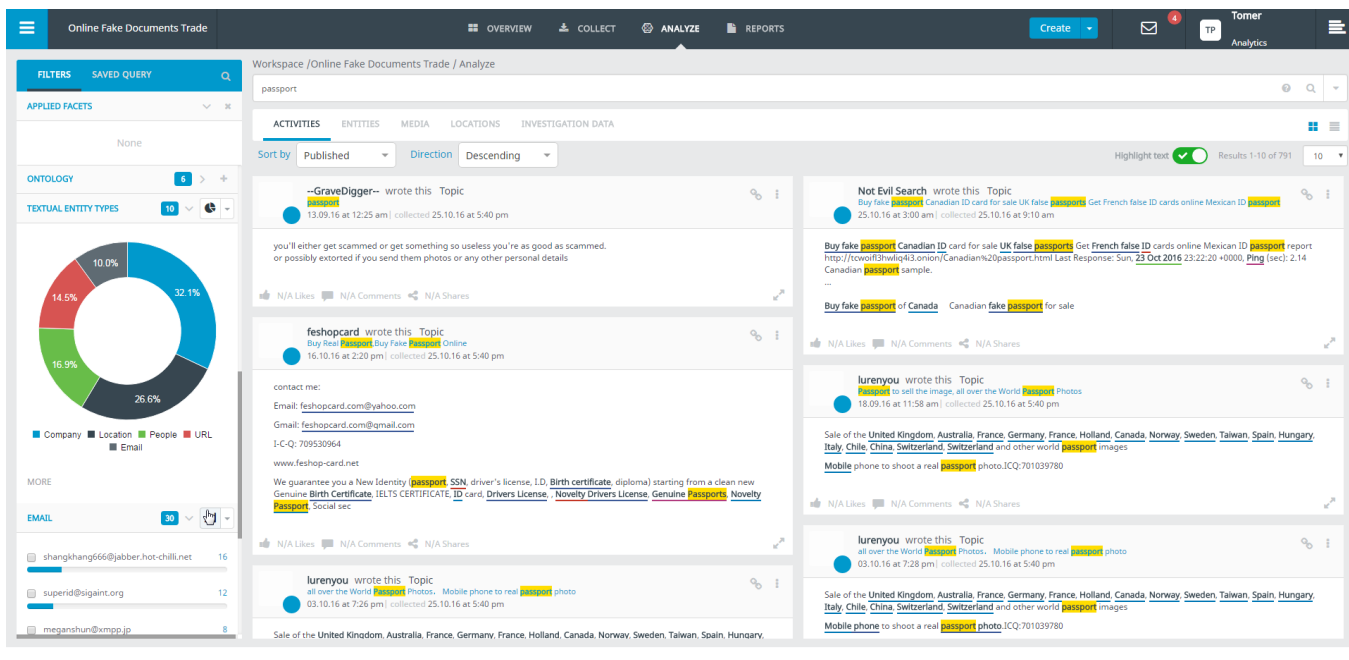 Online Fake Documents Trade
OVERVIEW
COLLECT
ANALYZE
REPORTS
Create
4
TP
Tomer
Analytics
FILTERS
SAVED QUERY
APPLIED FACETS
None
ONTOLOGY
6
TEXTUAL ENTITY TYPES
10
10.0%
32.1%
14.5%
16.9%
26.6%
Company Location People URL
Email
MORE
EMAIL
30
shangkhang666@jabber.hot-chilli.net 16
superid@sigaint.org 12
meganshun@xmpp.jp 8
Workspace /Online Fake Documents Trade / Analyze
passport
ACTIVITIES
ENTITIES
MEDIA
LOCATIONS
INVESTIGATION DATA
Sort by Published Direction Descending
Highlight text Results 1-10 of 791 10
--GraveDigger-- wrote this Topic
passport
13.09.16 at 12:25 am| collected 25.10.16 at 5:40 pm
you'll either get scammed or get something so useless you're as good as scammed.
or possibly extorted if you send them photos or any other personal details
N/A Likes N/A Comments N/A Shares
feshopcard wrote this Topic
Buy Real Passport,Buy Fake Passport Online
16.10.16 at 2:20 pm| collected 25.10.16 at 5:40 pm
contact me:
Email: feshopcard.com@yahoo.com
Gmail: feshopcard.com@gmail.com
I-C-Q: 709530964
www.feshop-card.net
We guarantee you a New Identity (passport, SSN, driver's license, I.D, Birth certificate, diploma) starting from a clean new
Genuine Birth Certificate, IELTS CERTIFICATE, ID card, Drivers License, , Novelty Drivers License, Genuine Passports, Novelty
Passport, Social sec
N/A Likes N/A Comments N/A Shares
lurenyou wrote this Topic
all over the World Passport Photos. Mobile phone to real passport photo
03.10.16 at 7:26 pm| collected 25.10.16 at 5:40 pm
Sale of the United Kingdom, Australia, France, Germany, France, Holland, Canada, Norway, Sweden, Taiwan, Spain, Hungary,
Not Evil Search wrote this Topic
Buy fake passport Canadian ID card for sale UK false passports Get French false ID cards online Mexican ID passport
25.10.16 at 3:00 am| collected 25.10.16 at 9:10 am
Buy fake passport Canadian ID card for sale UK false passports Get French false ID cards online Mexican ID passport report
http://tcwoifl3hwliq4i3.onion/Canadian%20passport.html Last Response: Sun, 23 Oct 2016 23:22:20 +0000, Ping (sec): 2.14
Canadian passport sample.
...
Buy fake passport of Canada Canadian fake passport for sale
N/A Likes N/A Comments N/A Shares
lurenyou wrote this Topic
Passport to sell the image, all over the World Passport Photos
18.09.16 at 11:58 am| collected 25.10.16 at 5:40 pm
Sale of the United Kingdom, Australia, France, Germany, France, Holland, Canada, Norway, Sweden, Taiwan, Spain, Hungary,
Italy, Chile, China, Switzerland, Switzerland and other world passport images
Mobile phone to shoot a real passport photo.ICQ:701039780
N/A Likes N/A Comments N/A Shares
lurenyou wrote this Topic
all over the World Passport Photos. Mobile phone to real passport photo
03.10.16 at 7:28 pm| collected 25.10.16 at 5:40 pm
Sale of the United Kingdom, Australia, France, Germany, France, Holland, Canada, Norway, Sweden, Taiwan, Spain, Hungary,
Italy, Chile, China, Switzerland, Switzerland and other world passport images
Mobile phone to shoot a real passport photo.ICQ:701039780